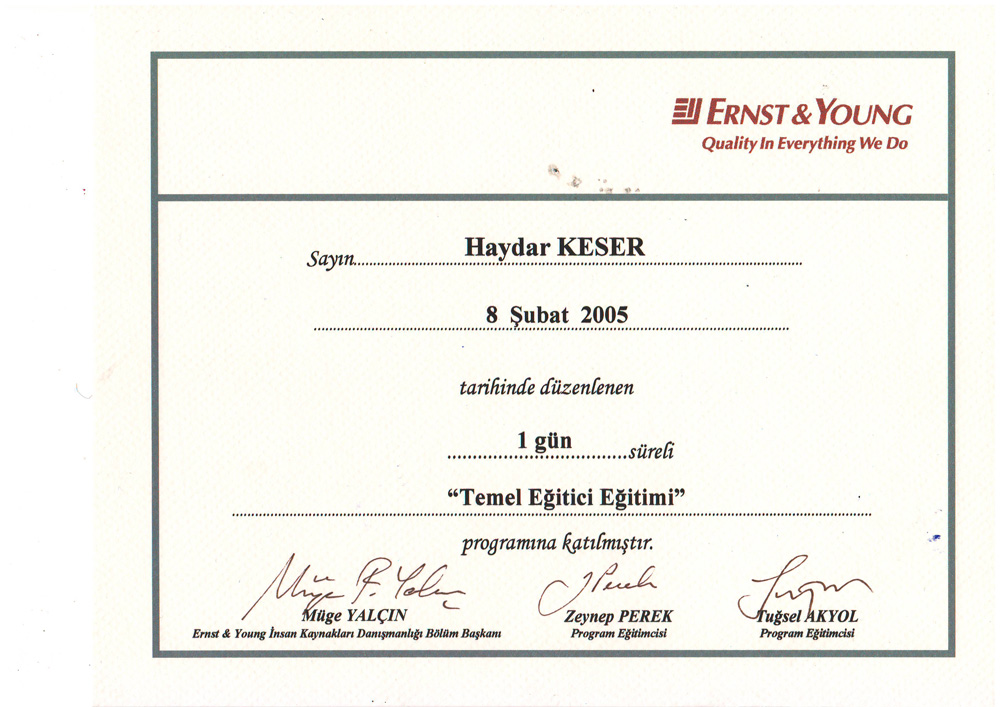 ERNST & YOUNG
Quality In Everything We Do
Sayın Haydar KESER
8 Şubat 2005
tarihinde düzenlenen
1 gün süreli
“Temel Eğitici Eğitimi”
programına katılmıştır.
Müge YALÇIN
Ernst & Young İnsan Kaynakları Danışmanlığı Bölüm Başkanı
Zeynep PEREK
Program Eğitimcisi
Tuğsel AKYOL
Program Eğitimcisi